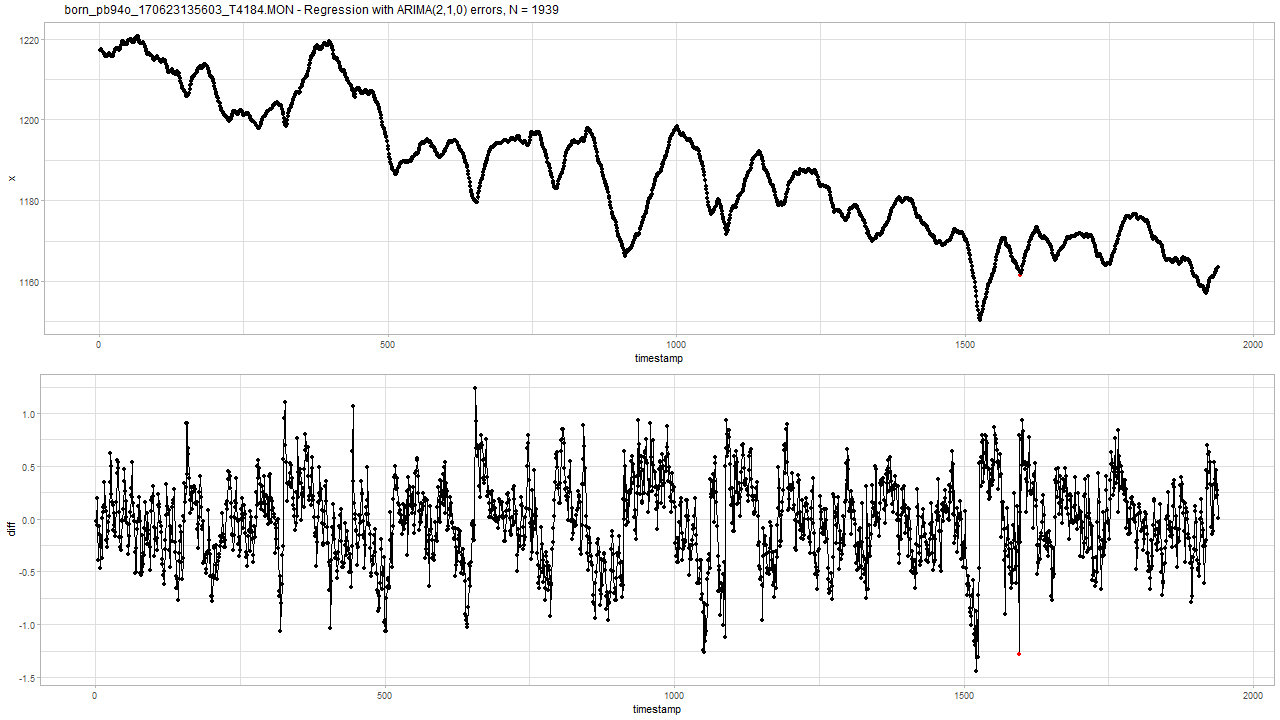 born_pb94o_170623135603_T4184.MON - Regression with ARIMA(2,1,0) errors, N = 1939
1220
1200
1180
1160
x
0 500 1000 1500 2000
timestamp
1.0
0.5
0.0
-0.5
-1.0
-1.5
diff
0 500 1000 1500 2000
timestamp